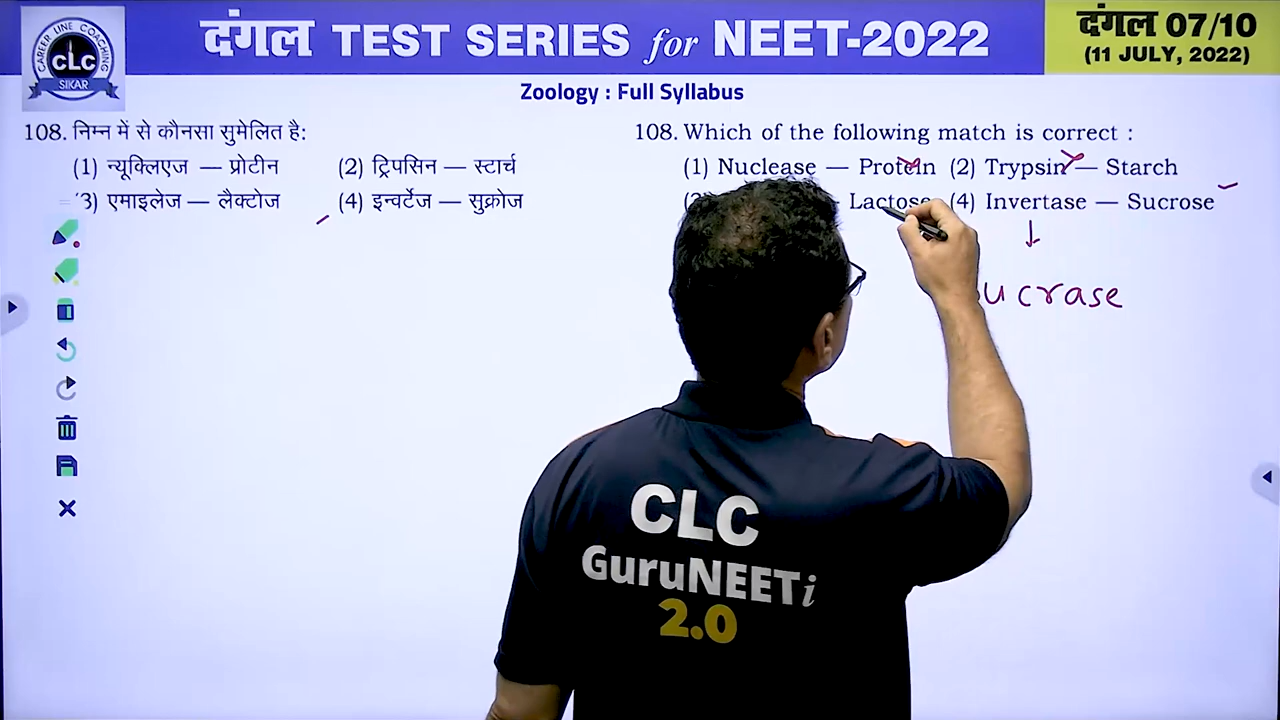 CAREER LINE COACHING
CLC
SIKAR
दंगल TEST SERIES for NEET-2022
दंगल 07/10
(11 JULY, 2022)
Zoology : Full Syllabus
108. निम्न में से कौनसा सुमेलित है:
(1) न्यूक्लिएज — प्रोटीन (2) ट्रिपसिन — स्टार्च
3) एमाइलेज — लैक्टोज (4) इन्वर्टेज — सुक्रोज
108. Which of the following match is correct :
(1) Nuclease — Protein (2) Trypsin — Starch
— Lactose (4) Invertase — Sucrose
ucrase
CLC
GuruNEETi
2.0